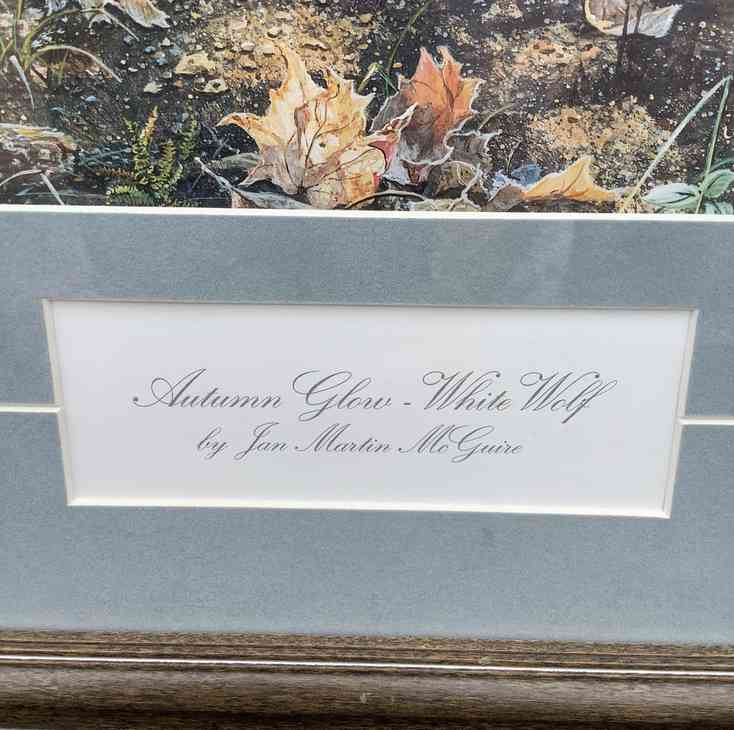 Autumn Glow - White Wolf
by Jan Martin McGuire